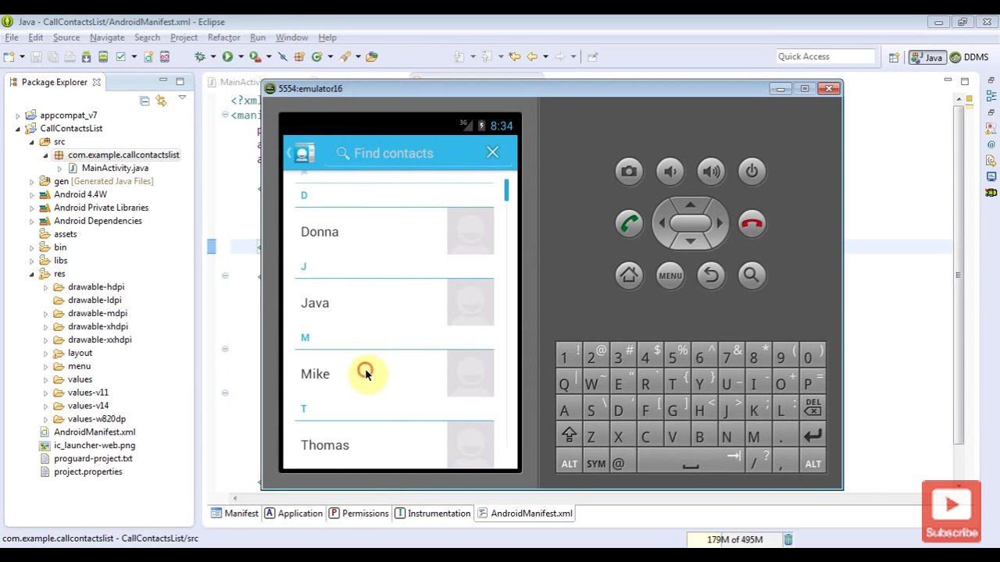 Java - CallContactsList/AndroidManifest.xml - Eclipse
File Edit Source Navigate Search Project Refactor Run Window Help
Quick Access
Java
DDMS
Package Explorer
appcompat_v7
CallContactsList
src
com.example.callcontactslist
MainActivity.java
gen [Generated Java Files]
Android 4.4W
Android Private Libraries
Android Dependencies
assets
bin
libs
res
drawable-hdpi
drawable-ldpi
drawable-mdpi
drawable-xhdpi
drawable-xxhdpi
layout
menu
values
values-v11
values-v14
values-w820dp
AndroidManifest.xml
ic_launcher-web.png
proguard-project.txt
project.properties
MainActivity
<?xm
<mani
5554:emulator16
3G 8:34
Find contacts
D
Donna
J
Java
M
Mike
T
Thomas
MENU
1 ! 2 @ 3 # 4 $ 5 % 6 ^ 7 & 8 * 9 ( 0 )
Q | W ~ E " R ` T { Y } U _ I - O + P =
A S \ D ' F [ G ] H < J > K ; L : DEL
Z X C V B N M .
ALT SYM @ / ? , ALT
Manifest
A Application
P Permissions
I Instrumentation
AndroidManifest.xml
com.example.callcontactslist - CallContactsList/src
179M of 495M
Subscribe